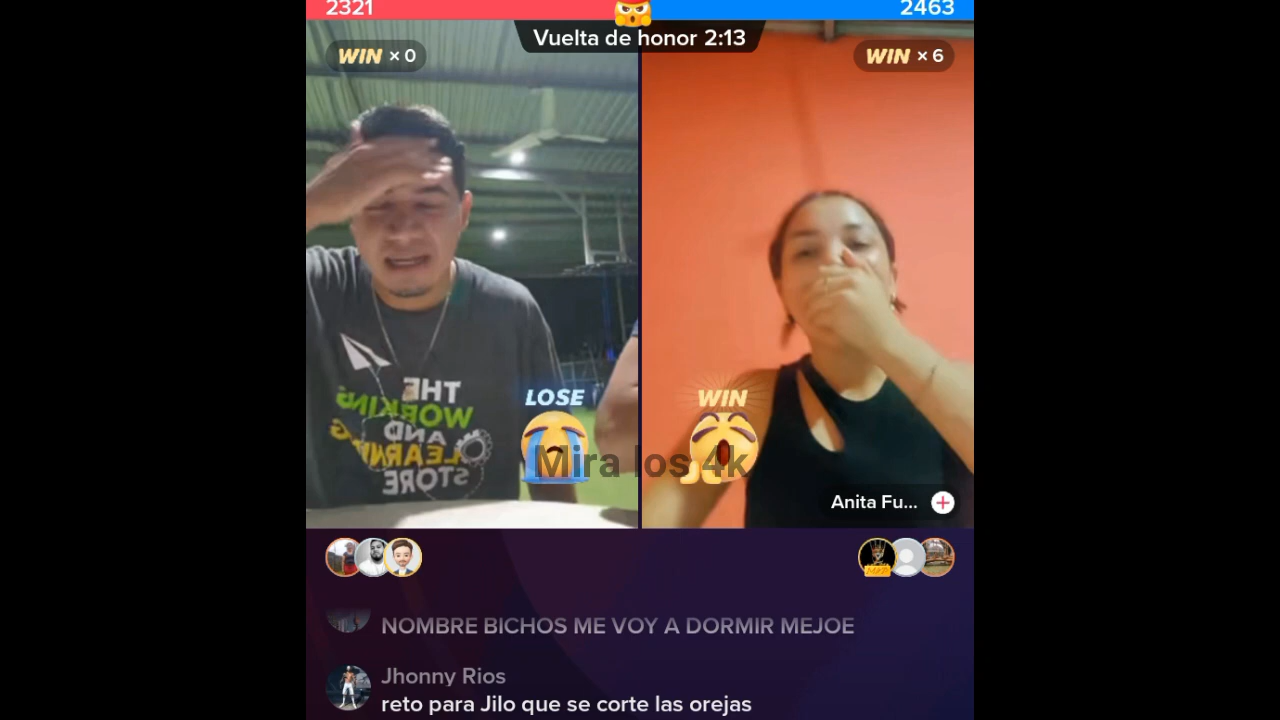 2321
2463
Vuelta de honor 2:13
WIN × 0
WIN × 6
THE
WORKING
AND
LEARNING
STORE
LOSE
WIN
Mira los 4k
Anita Fu...
NOMBRE BICHOS ME VOY A DORMIR MEJOE
Jhonny Rios
reto para Jilo que se corte las orejas